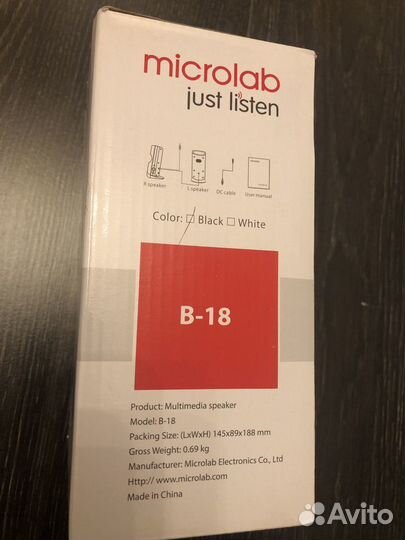 microlab
just listen
R speaker L speaker DC cable User manual
Color: Black White
B-18
Product: Multimedia speaker
Model: B-18
Packing Size: (LxWxH) 145x89x188 mm
Gross Weight: 0.69 kg
Manufacturer: Microlab Electronics Co., Ltd
Http:// www.microlab.com
Made in China
Avito